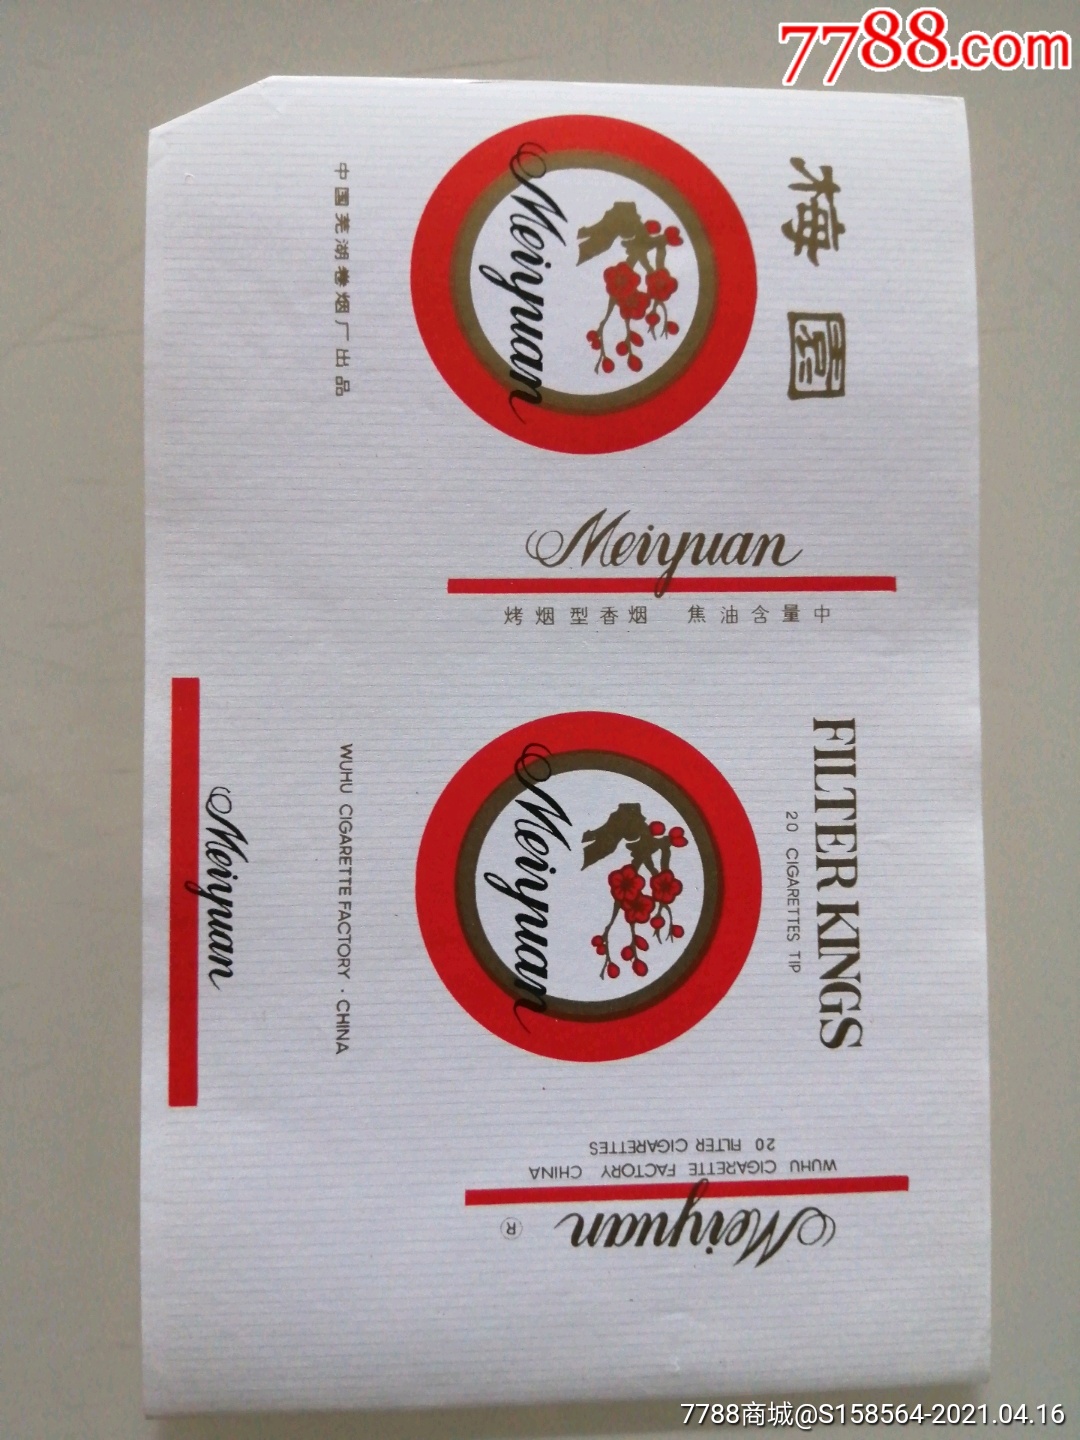 7788.com
梅园
Meiyuan
中国芜湖卷烟厂出品
Meiyuan
烤烟型香烟 焦油含量中
FILTER KINGS
20 CIGARETTES TIP
Meiyuan
WUHU CIGARETTE FACTORY · CHINA
Meiyuan
Meiyuan ®
WUHU CIGARETTE FACTORY CHINA
20 FILTER CIGARETTES
7788商城@S158564-2021.04.16